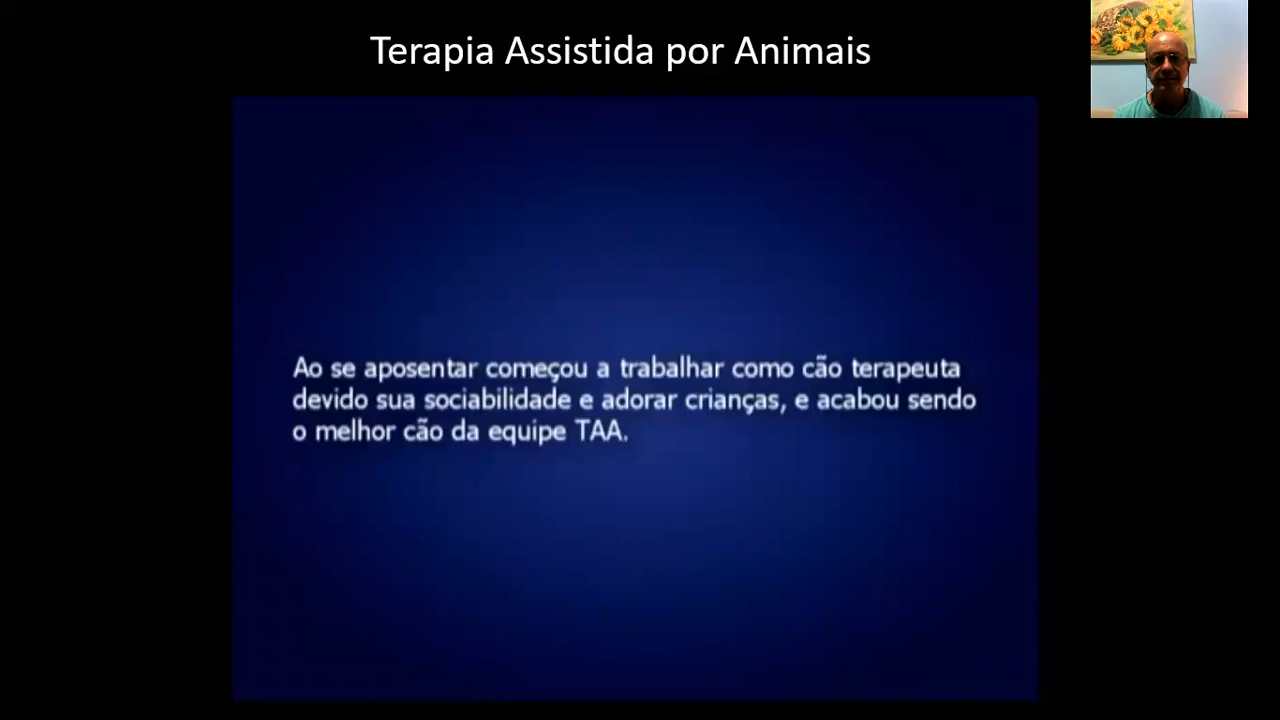 Terapia Assistida por Animais
Ao se aposentar começou a trabalhar como cão terapeuta
devido sua sociabilidade e adorar crianças, e acabou sendo
o melhor cão da equipe TAA.